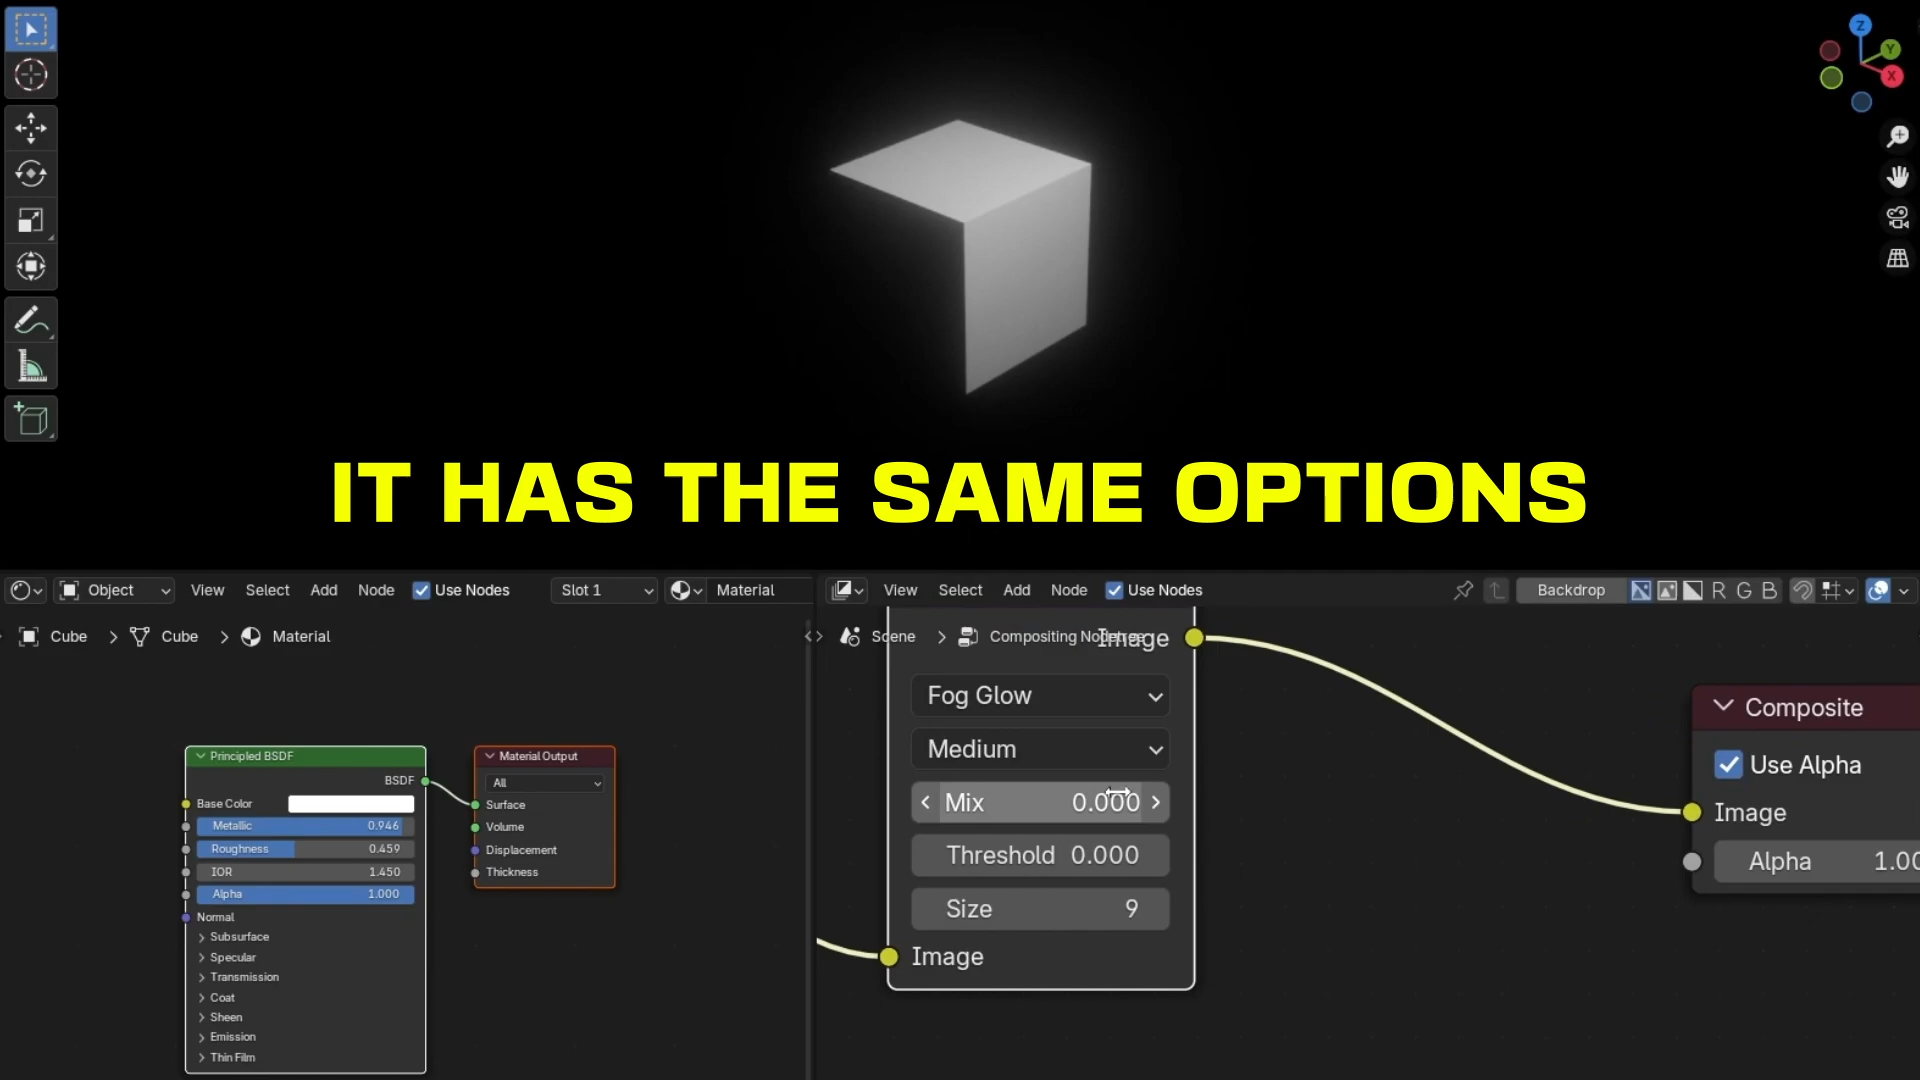 Z
Y
X
IT HAS THE SAME OPTIONS
Object View Select Add Node Use Nodes Slot 1 Material
Cube Cube Material
Principled BSDF
BSDF
Base Color
Metallic 0.946
Roughness 0.459
IOR 1.450
Alpha 1.000
Normal
Subsurface
Specular
Transmission
Coat
Sheen
Emission
Thin Film
Material Output
All
Surface
Volume
Displacement
Thickness
View Select Add Node Use Nodes Backdrop R G B
Scene Compositing Nodetree
Image
Fog Glow
Medium
Mix 0.000
Threshold 0.000
Size 9
Image
Composite
Use Alpha
Image
Alpha 1.00